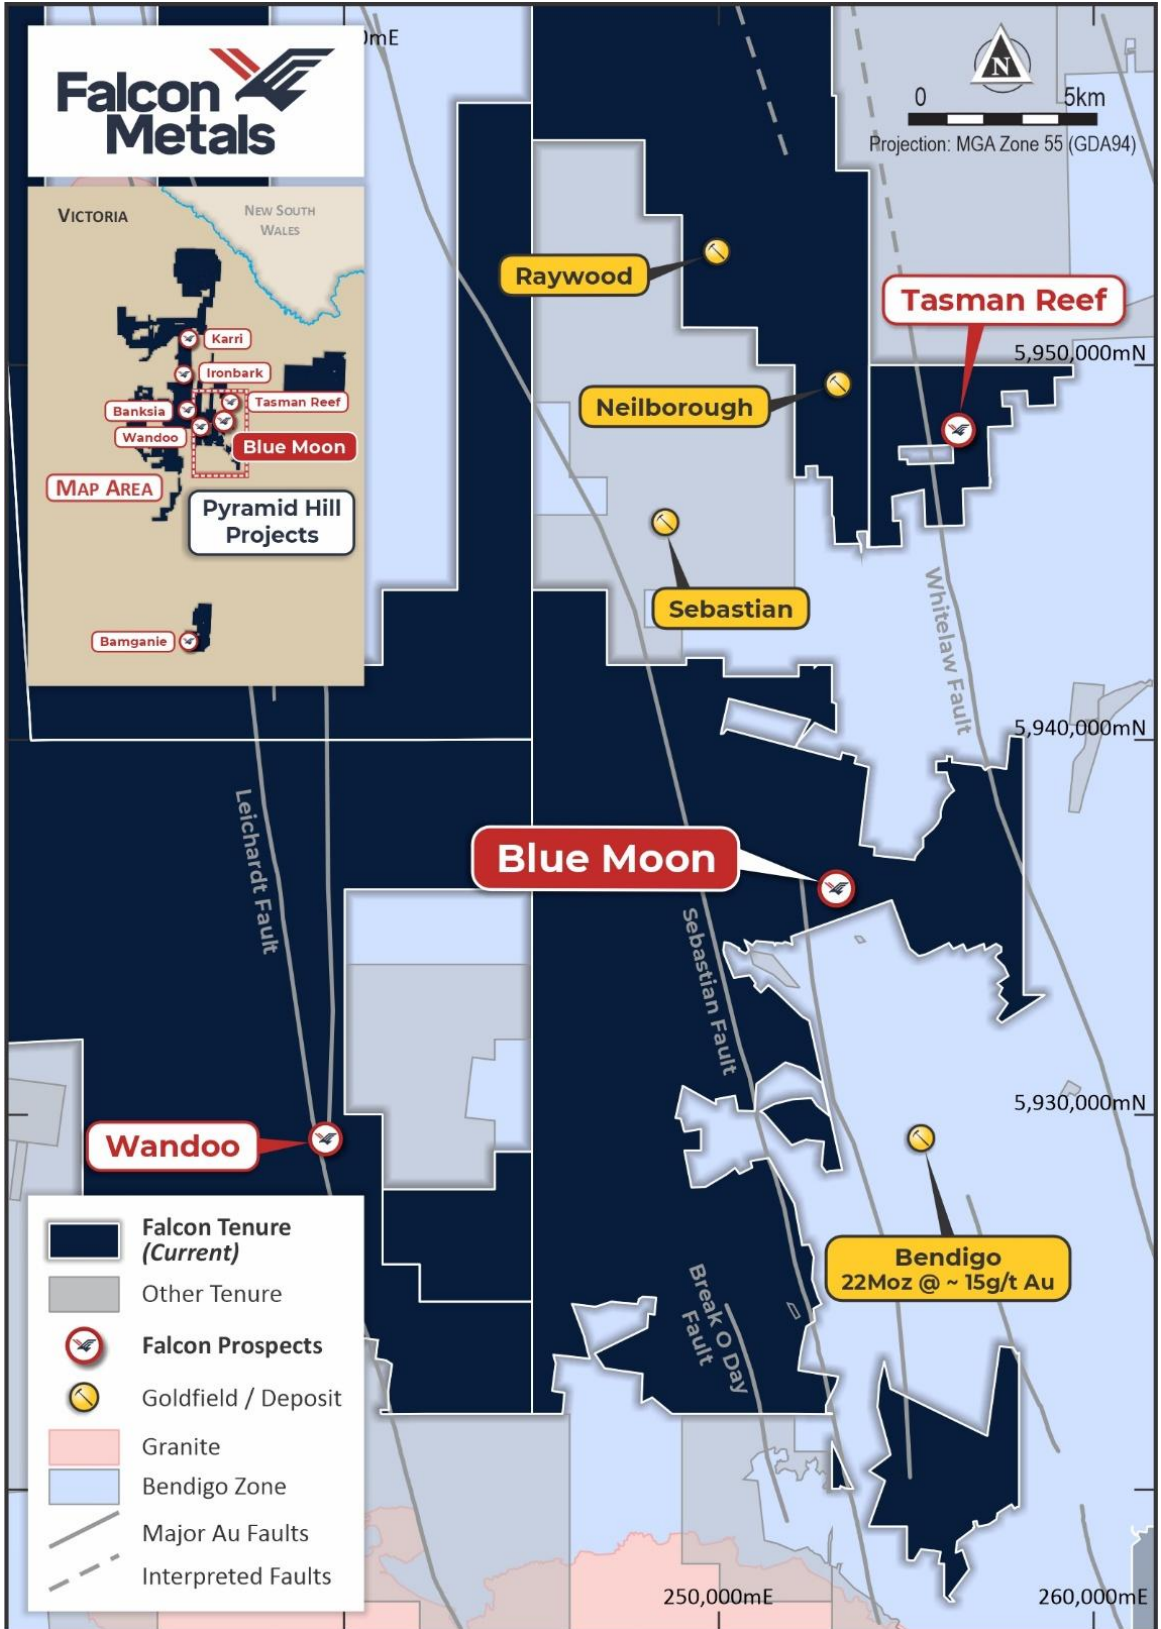 Falcon
Metals
0mE
N
0 5km
Projection: MGA Zone 55 (GDA94)
VICTORIA
NEW SOUTH
WALES
Karri
Ironbark
Banksia
Tasman Reef
Wandoo
Blue Moon
MAP AREA
Pyramid Hill
Projects
Bamganie
Raywood
Tasman Reef
5,950,000mN
Neilborough
Sebastian
Whitelaw Fault
5,940,000mN
Leichardt Fault
Blue Moon
Sebastian Fault
5,930,000mN
Wandoo
Bendigo
22Moz @ ~ 15g/t Au
Break O Day
Fault
Falcon Tenure
(Current)
Other Tenure
Falcon Prospects
Goldfield / Deposit
Granite
Bendigo Zone
Major Au Faults
Interpreted Faults
250,000mE
260,000mE